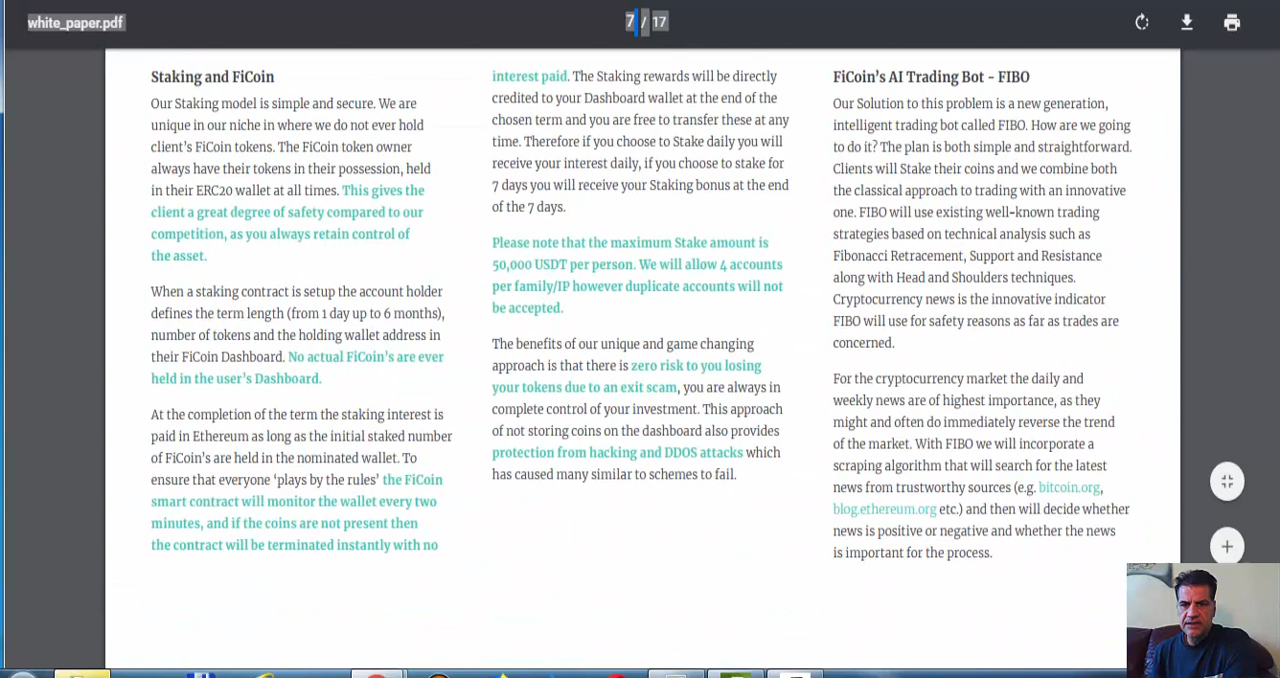 white_paper.pdf
7 / 17
Staking and FiCoin
Our Staking model is simple and secure. We are
unique in our niche in where we do not ever hold
client's FiCoin tokens. The FiCoin token owner
always have their tokens in their possession, held
in their ERC20 wallet at all times. This gives the
client a great degree of safety compared to our
competition, as you always retain control of
the asset.
When a staking contract is setup the account holder
defines the term length (from 1 day up to 6 months),
number of tokens and the holding wallet address in
their FiCoin Dashboard. No actual FiCoin's are ever
held in the user's Dashboard.
At the completion of the term the staking interest is
paid in Ethereum as long as the initial staked number
of FiCoin's are held in the nominated wallet. To
ensure that everyone 'plays by the rules' the FiCoin
smart contract will monitor the wallet every two
minutes, and if the coins are not present then
the contract will be terminated instantly with no
interest paid. The Staking rewards will be directly
credited to your Dashboard wallet at the end of the
chosen term and you are free to transfer these at any
time. Therefore if you choose to Stake daily you will
receive your interest daily, if you choose to stake for
7 days you will receive your Staking bonus at the end
of the 7 days.
Please note that the maximum Stake amount is
50,000 USDT per person. We will allow 4 accounts
per family/IP however duplicate accounts will not
be accepted.
The benefits of our unique and game changing
approach is that there is zero risk to you losing
your tokens due to an exit scam, you are always in
complete control of your investment. This approach
of not storing coins on the dashboard also provides
protection from hacking and DDOS attacks which
has caused many similar to schemes to fail.
FiCoin's AI Trading Bot - FIBO
Our Solution to this problem is a new generation,
intelligent trading bot called FIBO. How are we going
to do it? The plan is both simple and straightforward.
Clients will Stake their coins and we combine both
the classical approach to trading with an innovative
one. FIBO will use existing well-known trading
strategies based on technical analysis such as
Fibonacci Retracement, Support and Resistance
along with Head and Shoulders techniques.
Cryptocurrency news is the innovative indicator
FIBO will use for safety reasons as far as trades are
concerned.
For the cryptocurrency market the daily and
weekly news are of highest importance, as they
might and often do immediately reverse the trend
of the market. With FIBO we will incorporate a
scraping algorithm that will search for the latest
news from trustworthy sources (e.g. bitcoin.org,
blog.ethereum.org etc.) and then will decide whether
news is positive or negative and whether the news
is important for the process.